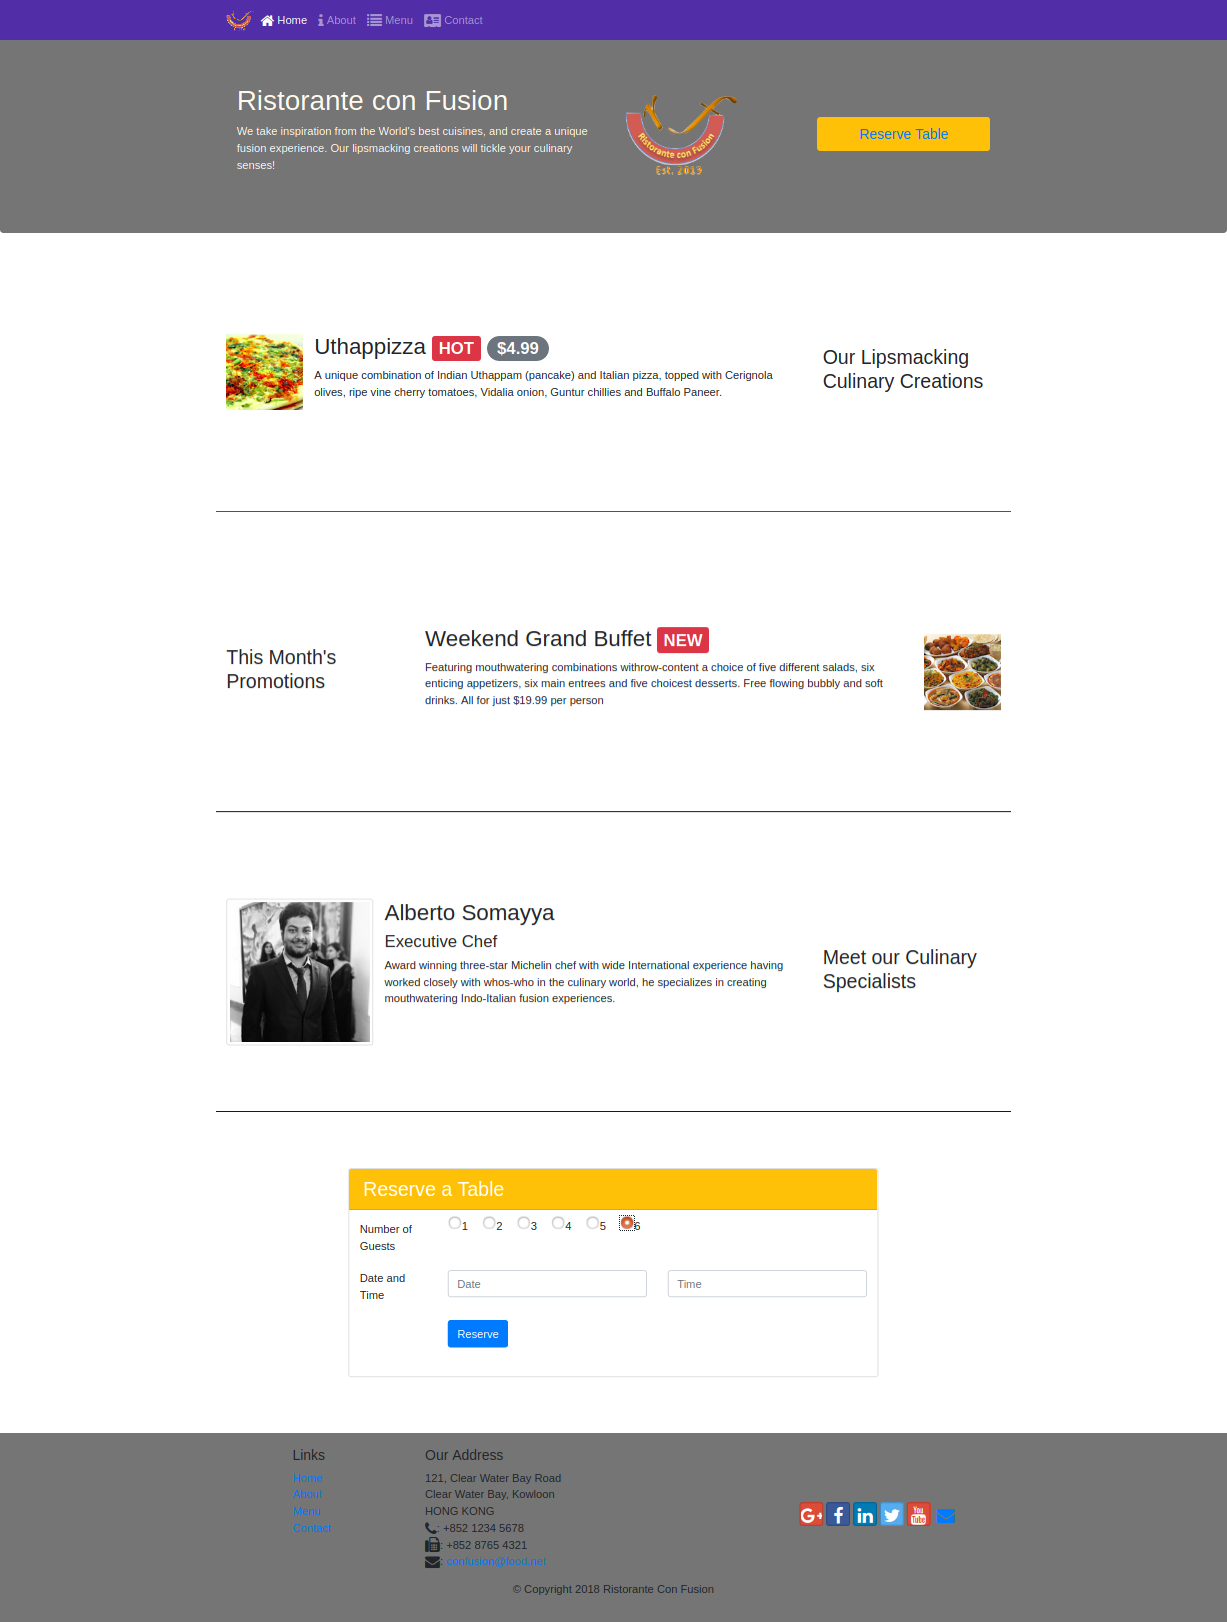 Home About Menu Contact
Ristorante con Fusion
We take inspiration from the World's best cuisines, and create a unique
fusion experience. Our lipsmacking creations will tickle your culinary
senses!
Ristorante con Fusion
Est. 2013
Reserve Table
Uthappizza HOT $4.99
A unique combination of Indian Uthappam (pancake) and Italian pizza, topped with Cerignola
olives, ripe vine cherry tomatoes, Vidalia onion, Guntur chillies and Buffalo Paneer.
Our Lipsmacking
Culinary Creations
This Month's
Promotions
Weekend Grand Buffet NEW
Featuring mouthwatering combinations withrow-content a choice of five different salads, six
enticing appetizers, six main entrees and five choicest desserts. Free flowing bubbly and soft
drinks. All for just $19.99 per person
Alberto Somayya
Executive Chef
Award winning three-star Michelin chef with wide International experience having
worked closely with whos-who in the culinary world, he specializes in creating
mouthwatering Indo-Italian fusion experiences.
Meet our Culinary
Specialists
Reserve a Table
Number of
Guests
1 2 3 4 5 6
Date and
Time
Date
Time
Reserve
Links
Home
About
Menu
Contact
Our Address
121, Clear Water Bay Road
Clear Water Bay, Kowloon
HONG KONG
: +852 1234 5678
: +852 8765 4321
: confusion@food.net
G+ f in You Tube
© Copyright 2018 Ristorante Con Fusion